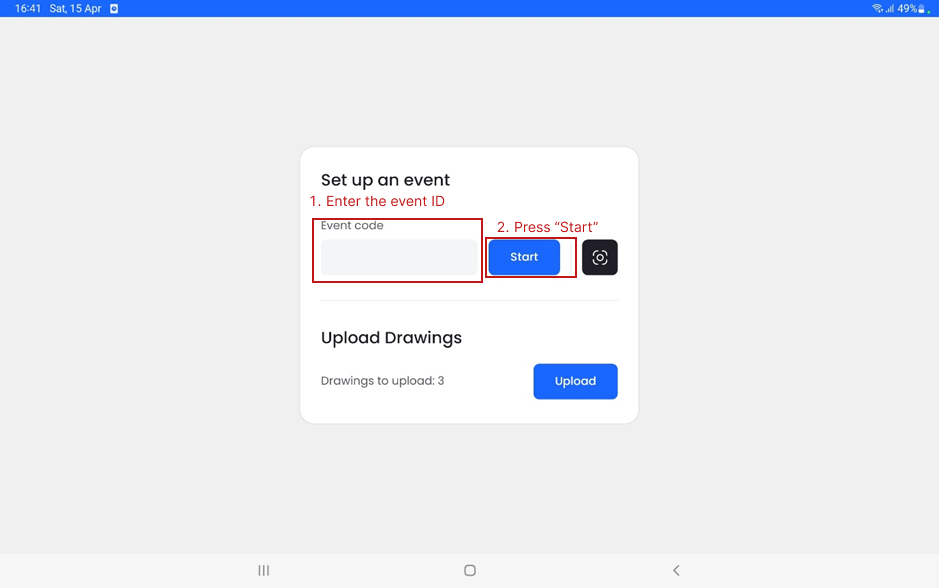 16:41 Sat, 15 Apr
49%
Set up an event
1. Enter the event ID
Event code
2. Press “Start”
Start
Upload Drawings
Drawings to upload: 3
Upload